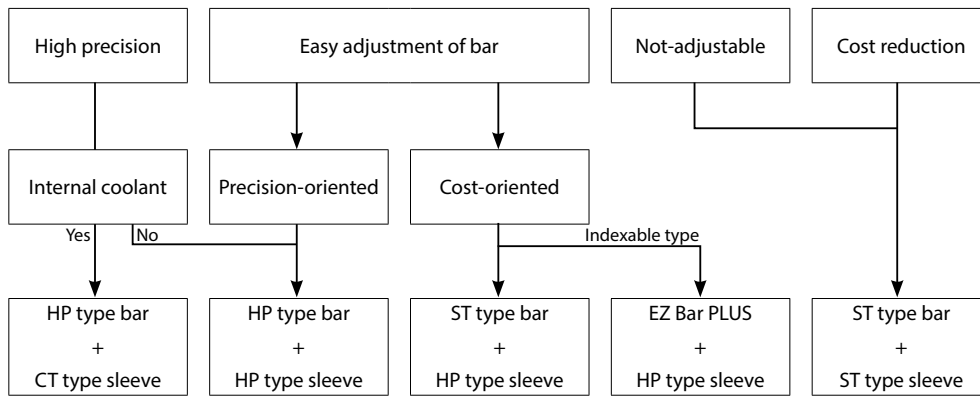 High precision
Easy adjustment of bar
Not-adjustable
Cost reduction
Internal coolant
Precision-oriented
Cost-oriented
Yes
No
Indexable type
HP type bar
+
CT type sleeve
HP type bar
+
HP type sleeve
ST type bar
+
HP type sleeve
EZ Bar PLUS
+
HP type sleeve
ST type bar
+
ST type sleeve